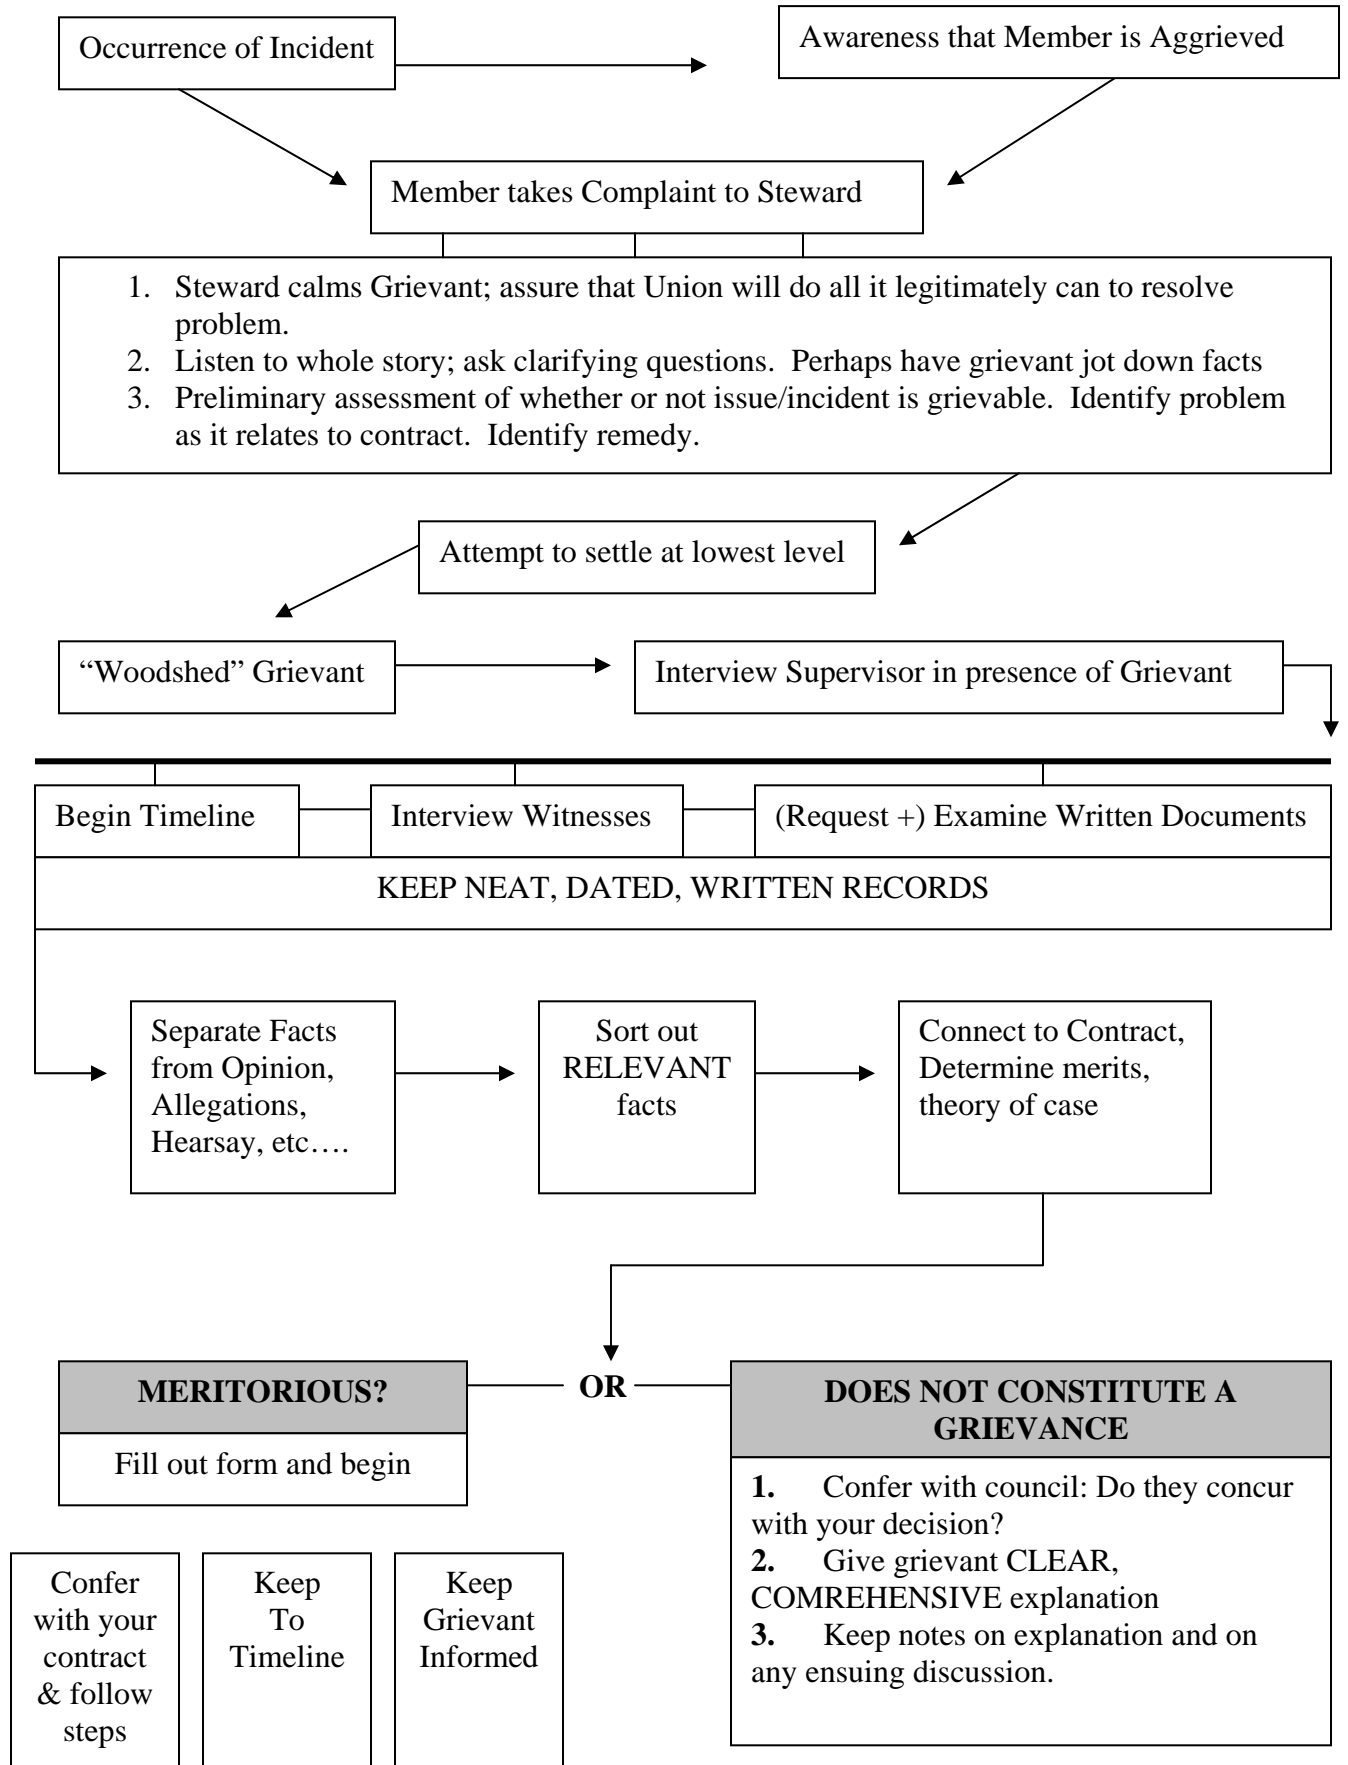 Occurrence of Incident
Awareness that Member is Aggrieved
Member takes Complaint to Steward
1. Steward calms Grievant; assure that Union will do all it legitimately can to resolve
problem.
2. Listen to whole story; ask clarifying questions. Perhaps have grievant jot down facts
3. Preliminary assessment of whether or not issue/incident is grievable. Identify problem
as it relates to contract. Identify remedy.
Attempt to settle at lowest level
“Woodshed” Grievant
Interview Supervisor in presence of Grievant
Begin Timeline
Interview Witnesses
(Request +) Examine Written Documents
KEEP NEAT, DATED, WRITTEN RECORDS
Separate Facts
from Opinion,
Allegations,
Hearsay, etc….
Sort out
RELEVANT
facts
Connect to Contract,
Determine merits,
theory of case
MERITORIOUS?
Fill out form and begin
OR
DOES NOT CONSTITUTE A
GRIEVANCE
1. Confer with council: Do they concur
with your decision?
2. Give grievant CLEAR,
COMREHENSIVE explanation
3. Keep notes on explanation and on
any ensuing discussion.
Confer
with your
contract
& follow
steps
Keep
To
Timeline
Keep
Grievant
Informed